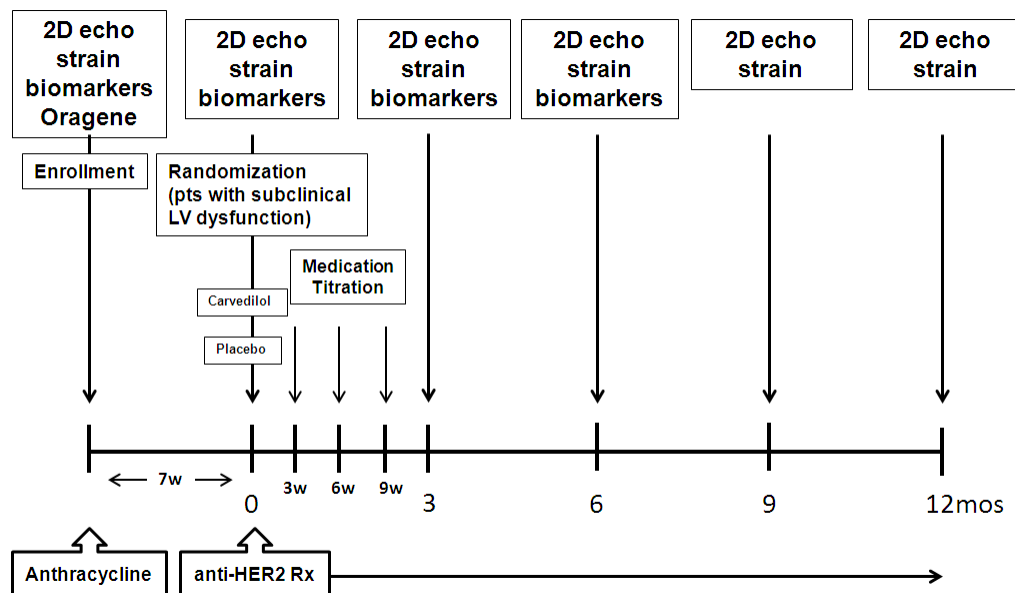 2D echo
strain
biomarkers
Oragene
2D echo
strain
biomarkers
2D echo
strain
biomarkers
2D echo
strain
biomarkers
2D echo
strain
2D echo
strain
Enrollment
Randomization
(pts with subclinical
LV dysfunction)
Medication
Titration
Carvedilol
Placebo
7w
3w
6w
9w
0
3
6
9
12mos
Anthracycline
anti-HER2 Rx